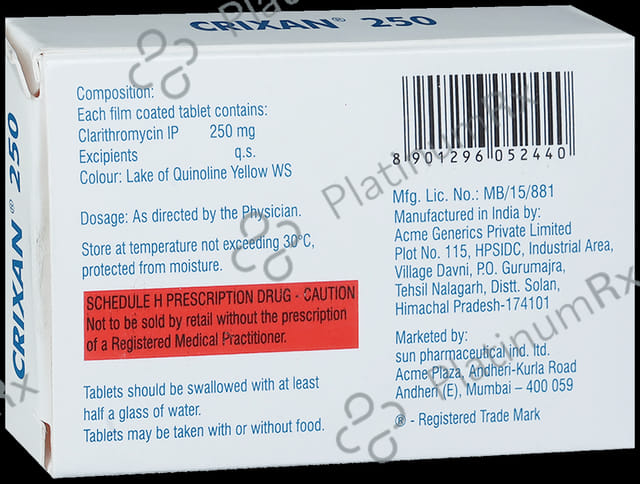 CRIXAN® 250
CRIXAN® 250
Composition:
Each film coated tablet contains:
Clarithromycin IP 250 mg
Excipients q.s.
Colour: Lake of Quinoline Yellow WS
Dosage: As directed by the Physician.
Store at temperature not exceeding 30°C,
protected from moisture.
SCHEDULE H PRESCRIPTION DRUG - CAUTION
Not to be sold by retail without the prescription
of a Registered Medical Practitioner.
Tablets should be swallowed with at least
half a glass of water.
Tablets may be taken with or without food.
8 901296 052440
Mfg. Lic. No.: MB/15/881
Manufactured in India by:
Acme Generics Private Limited
Plot No. 115, HPSIDC, Industrial Area,
Village Davni, P.O. Gurumajra,
Tehsil Nalagarh, Distt. Solan,
Himachal Pradesh-174101
Marketed by:
sun pharmaceutical ind. ltd.
Acme Plaza, Andheri-Kurla Road
Andheri (E), Mumbai – 400 059
® - Registered Trade Mark
PlatinumRx
PlatinumRx